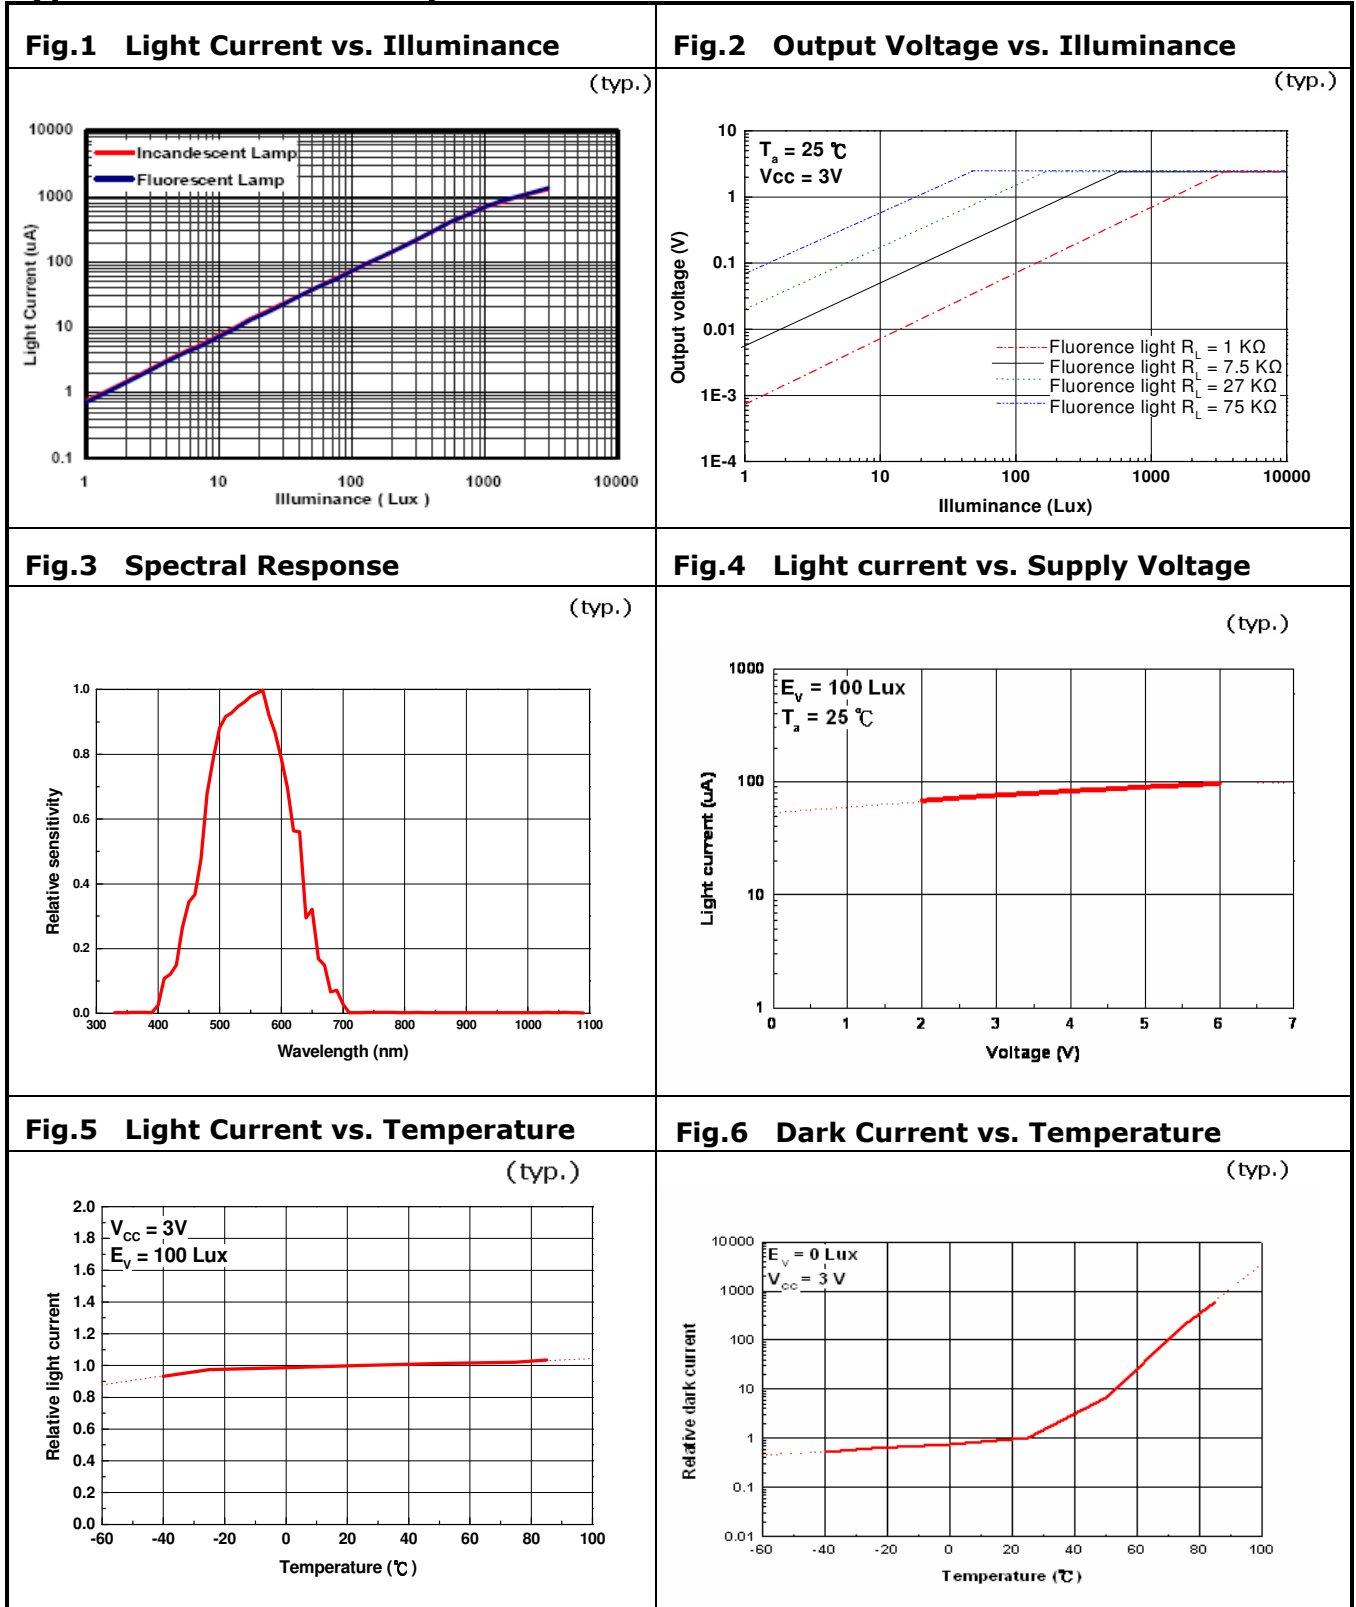 Fig.1 Light Current vs. Illuminance
(typ.)
10000
1000
100
10
1
0.1
Light Current (uA)
Incandescent Lamp
Fluorescent Lamp
1 10 100 1000 10000
Illuminance ( Lux )
Fig.2 Output Voltage vs. Illuminance
(typ.)
10
1
0.1
0.01
1E-3
1E-4
Output voltage (V)
Ta = 25 ℃
Vcc = 3V
Fluorence light RL = 1 KΩ
Fluorence light RL = 7.5 KΩ
Fluorence light RL = 27 KΩ
Fluorence light RL = 75 KΩ
1 10 100 1000 10000
Illuminance (Lux)
Fig.3 Spectral Response
(typ.)
1.0
0.8
0.6
0.4
0.2
0.0
Relative sensitivity
300 400 500 600 700 800 900 1000 1100
Wavelength (nm)
Fig.4 Light current vs. Supply Voltage
(typ.)
1000
100
10
1
Light current (uA)
EV = 100 Lux
Ta = 25 ℃
0 1 2 3 4 5 6 7
Voltage (V)
Fig.5 Light Current vs. Temperature
(typ.)
2.0
1.8
1.6
1.4
1.2
1.0
0.8
0.6
0.4
0.2
0.0
Relative light current
VCC = 3V
EV = 100 Lux
-60 -40 -20 0 20 40 60 80 100
Temperature (℃)
Fig.6 Dark Current vs. Temperature
(typ.)
10000
1000
100
10
1
0.1
0.01
Relative dark current
EV = 0 Lux
VCC = 3 V
-60 -40 -20 0 20 40 60 80 100
Temperature (℃)